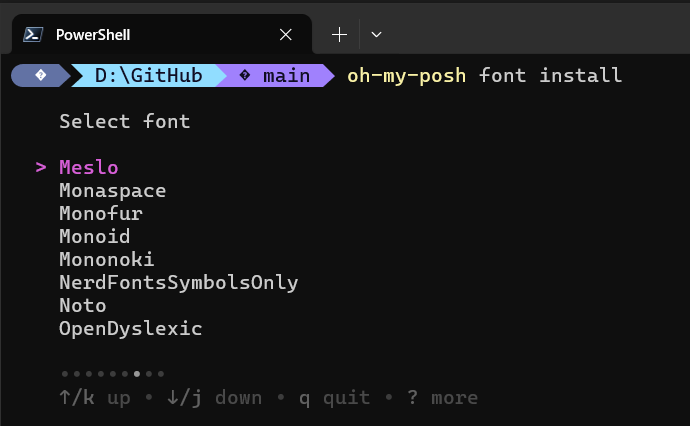 PowerShell
� D:\GitHub � main oh-my-posh font install
Select font
> Meslo
Monaspace
Monofur
Monoid
Mononoki
NerdFontsSymbolsOnly
Noto
OpenDyslexic
••••••••••
↑/k up • ↓/j down • q quit • ? more